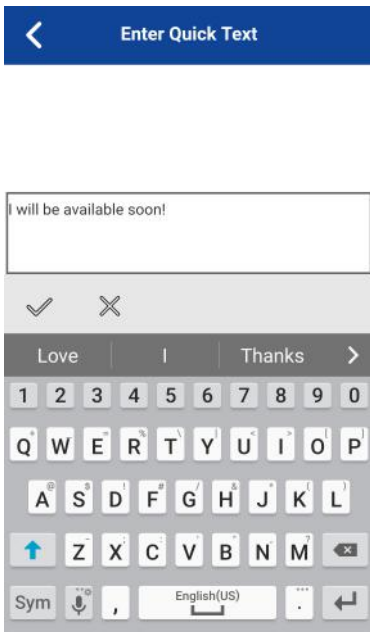 Enter Quick Text
I will be available soon!
Love I Thanks
1 2 3 4 5 6 7 8 9 0
Q W E R T Y U I O P
A S D F G H J K L
Z X C V B N M
Sym , English(US) .